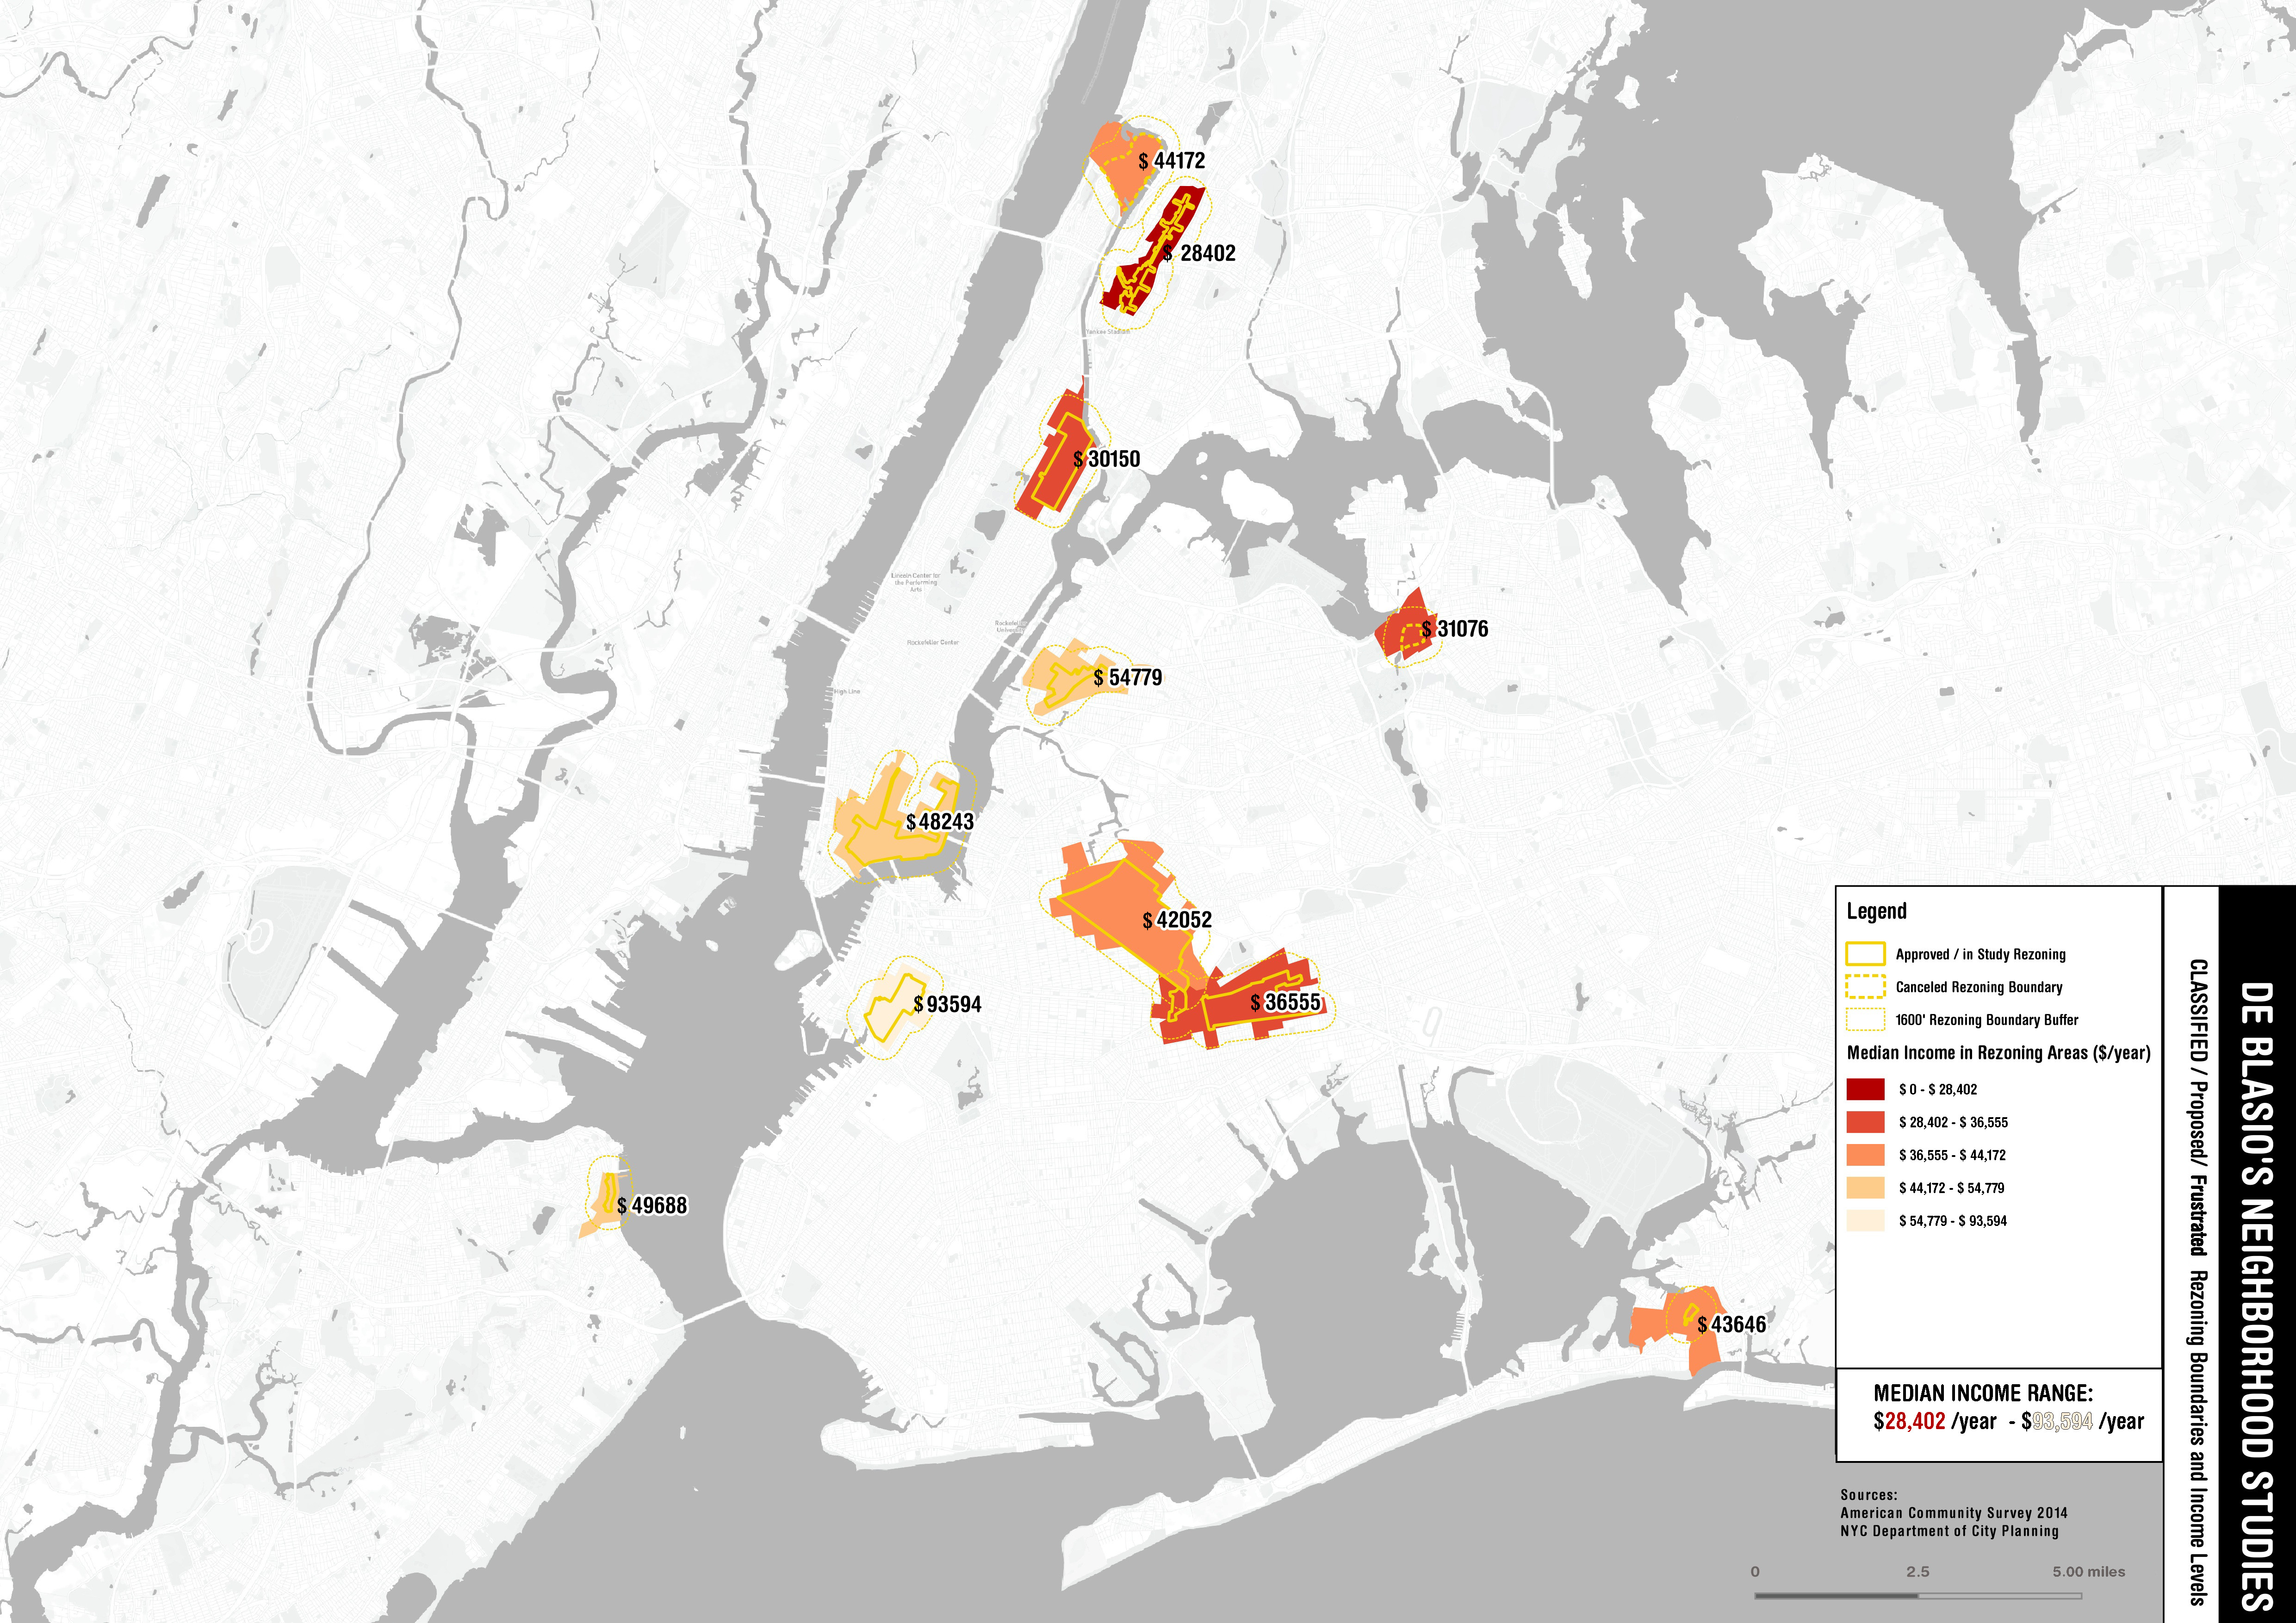 $ 44172
$ 28402
Yankee Stadium
$ 30150
Lincoln Center for
the Performing
Arts
Rockefeller
University
Rockefeller Center
$ 31076
$ 54779
High Line
$ 48243
$ 42052
$ 93594
$ 36555
$ 49688
$ 43646
Legend
Approved / in Study Rezoning
Canceled Rezoning Boundary
1600' Rezoning Boundary Buffer
Median Income in Rezoning Areas ($/year)
$ 0 - $ 28,402
$ 28,402 - $ 36,555
$ 36,555 - $ 44,172
$ 44,172 - $ 54,779
$ 54,779 - $ 93,594
MEDIAN INCOME RANGE:
$28,402 /year - $93,594 /year
Sources:
American Community Survey 2014
NYC Department of City Planning
0 2.5 5.00 miles
DE BLASIO'S NEIGHBORHOOD STUDIES
CLASSIFIED / Proposed/ Frustrated Rezoning Boundaries and Income Levels